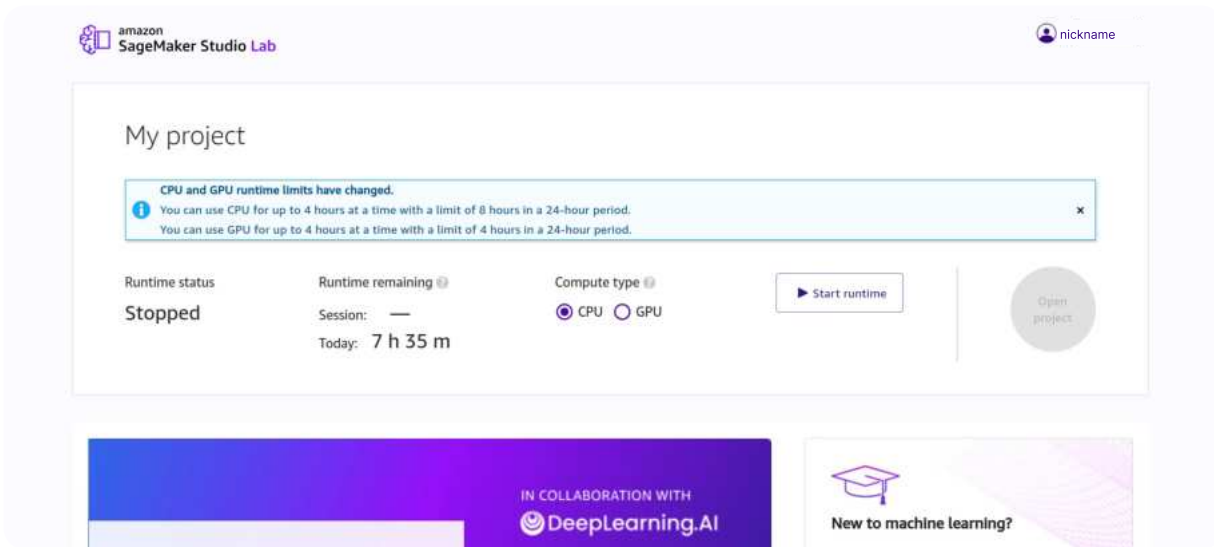 amazon
SageMaker Studio Lab
nickname
My project
CPU and GPU runtime limits have changed.
You can use CPU for up to 4 hours at a time with a limit of 8 hours in a 24-hour period.
You can use GPU for up to 4 hours at a time with a limit of 4 hours in a 24-hour period.
Runtime status
Stopped
Runtime remaining
Session: —
Today: 7 h 35 m
Compute type
CPU GPU
Start runtime
Open
project
IN COLLABORATION WITH
DeepLearning.AI
New to machine learning?